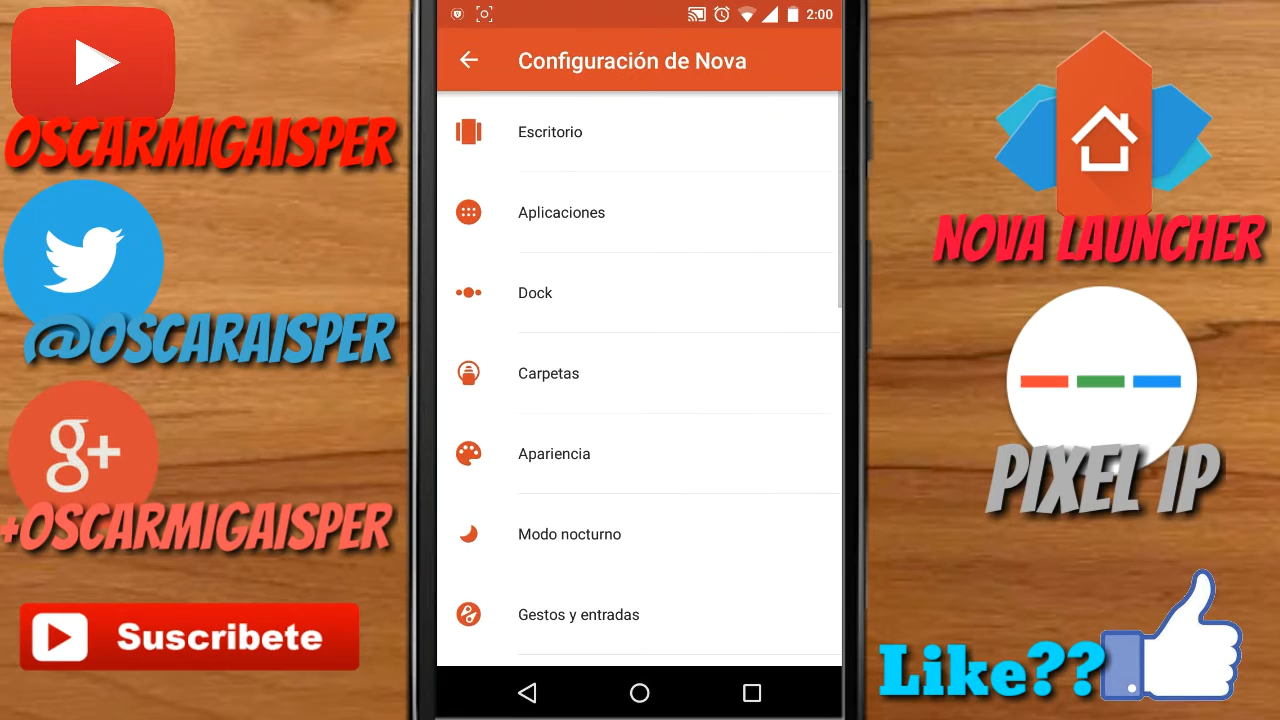 OSCARMIGAISPER
@OSCARAISPER
g+
+OSCARMIGAISPER
Suscribete
2:00
Configuración de Nova
Escritorio
Aplicaciones
Dock
Carpetas
Apariencia
Modo nocturno
Gestos y entradas
NOVA LAUNCHER
PIXEL IP
Like??